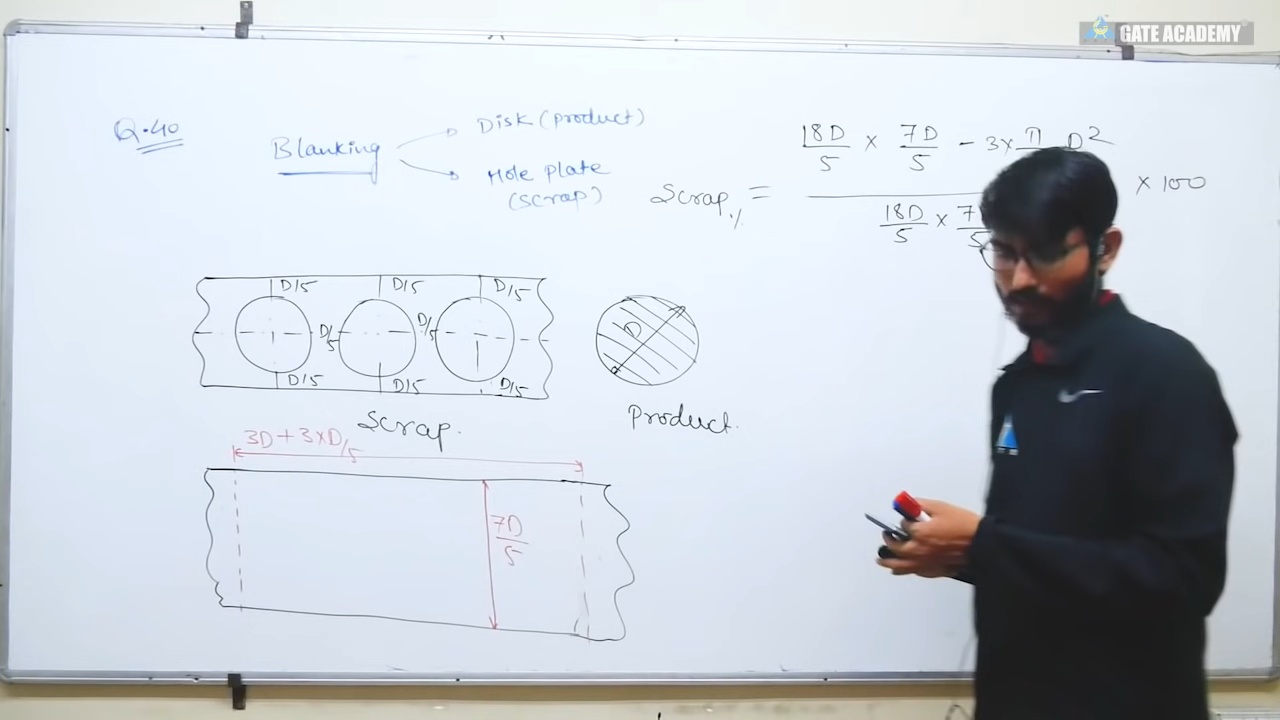 GATE ACADEMY
Q.40
Blanking
Disk (product)
Hole plate
(scrap)
Scrap % =
18D/5 × 7D/5 - 3×π D²
18D/5 × 7
5
× 100
D/5 D/5 D/5
D/5 D/5
D/5 D/5 D/5
D
Scrap.
Product.
3D + 3×D/5
7D/5